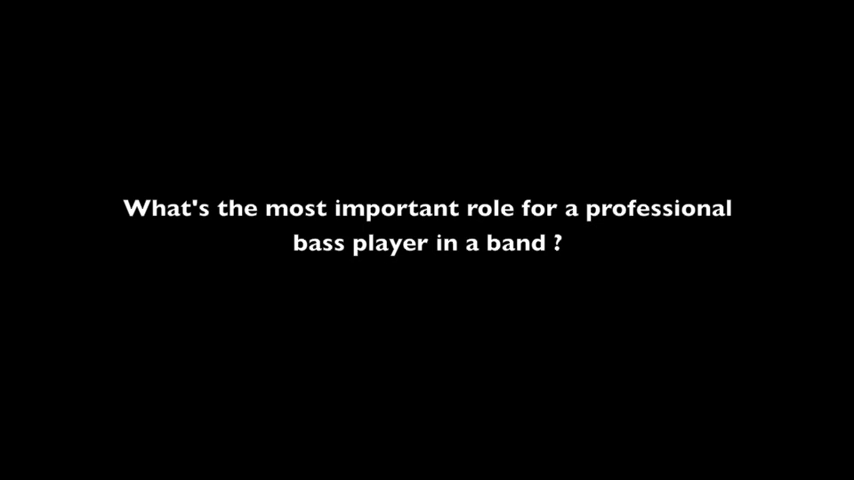 What's the most important role for a professional
bass player in a band ?